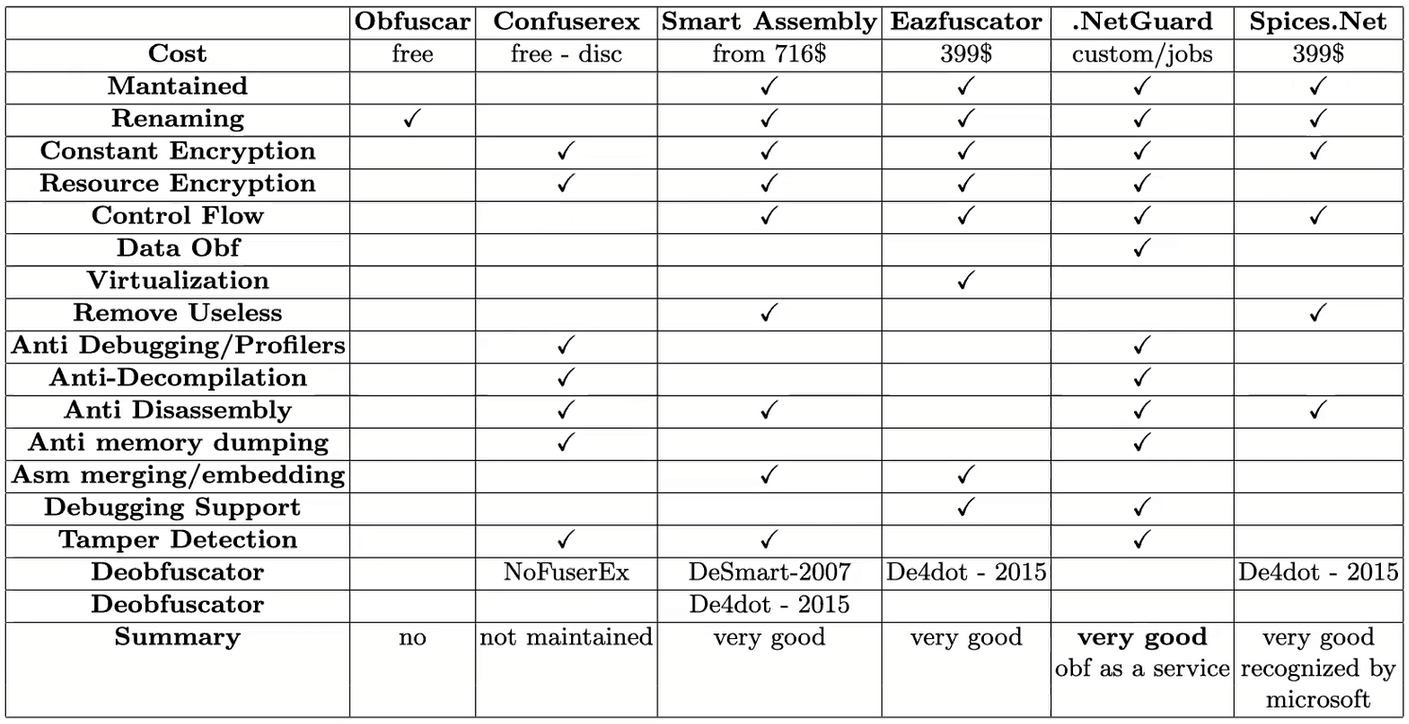 Obfuscar Confuserex Smart Assembly Eazfuscator .NetGuard Spices.Net
Cost free free - disc from 716$ 399$ custom/jobs 399$
Mantained ✓ ✓ ✓ ✓
Renaming ✓ ✓ ✓ ✓ ✓
Constant Encryption ✓ ✓ ✓ ✓ ✓
Resource Encryption ✓ ✓ ✓ ✓
Control Flow ✓ ✓ ✓ ✓
Data Obf ✓
Virtualization ✓
Remove Useless ✓ ✓
Anti Debugging/Profilers ✓ ✓
Anti-Decompilation ✓ ✓
Anti Disassembly ✓ ✓ ✓ ✓
Anti memory dumping ✓ ✓
Asm merging/embedding ✓ ✓
Debugging Support ✓ ✓
Tamper Detection ✓ ✓ ✓
Deobfuscator NoFuserEx DeSmart-2007 De4dot - 2015 De4dot - 2015
Deobfuscator De4dot - 2015
Summary no not maintained very good very good very good very good
obf as a service recognized by
microsoft